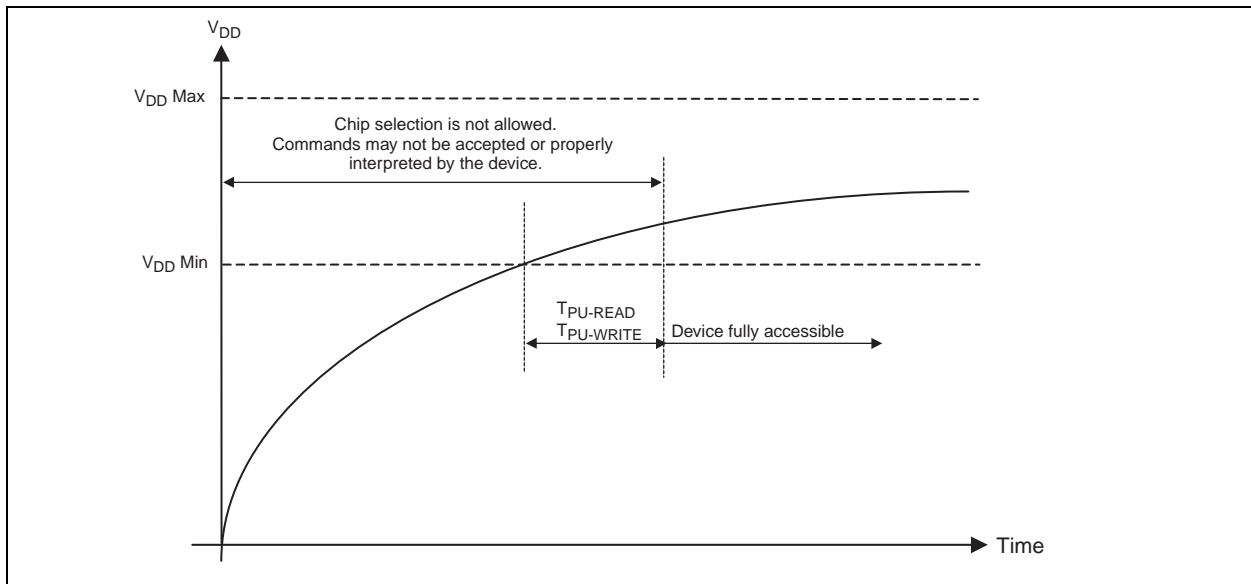 VDD
VDD Max
Chip selection is not allowed.
Commands may not be accepted or properly
interpreted by the device.
VDD Min
TPU-READ
TPU-WRITE
Device fully accessible
Time